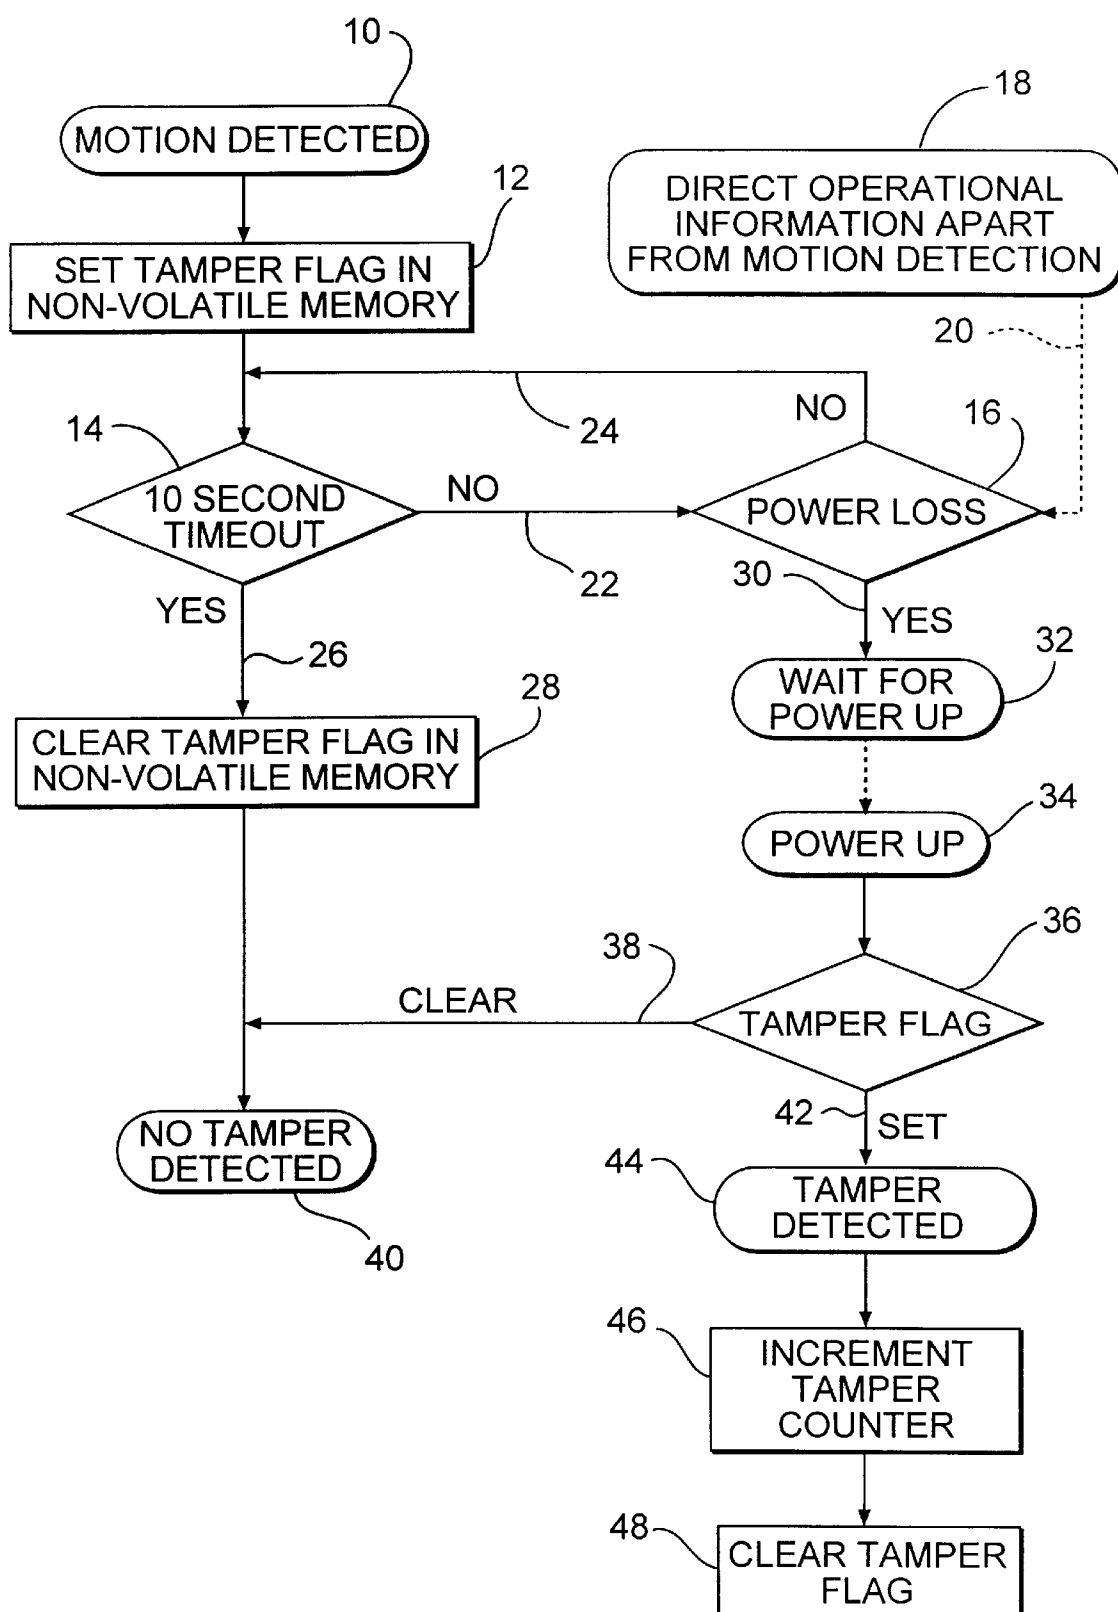 10
MOTION DETECTED
18
DIRECT OPERATIONAL
INFORMATION APART
FROM MOTION DETECTION
12
SET TAMPER FLAG IN
NON-VOLATILE MEMORY
20
24
NO
16
14
10 SECOND
TIMEOUT
NO
22
POWER LOSS
YES
26
30
YES
32
WAIT FOR
POWER UP
28
CLEAR TAMPER FLAG IN
NON-VOLATILE MEMORY
34
POWER UP
36
38
CLEAR
TAMPER FLAG
42
SET
NO TAMPER
DETECTED
40
44
TAMPER
DETECTED
46
INCREMENT
TAMPER
COUNTER
48
CLEAR TAMPER
FLAG